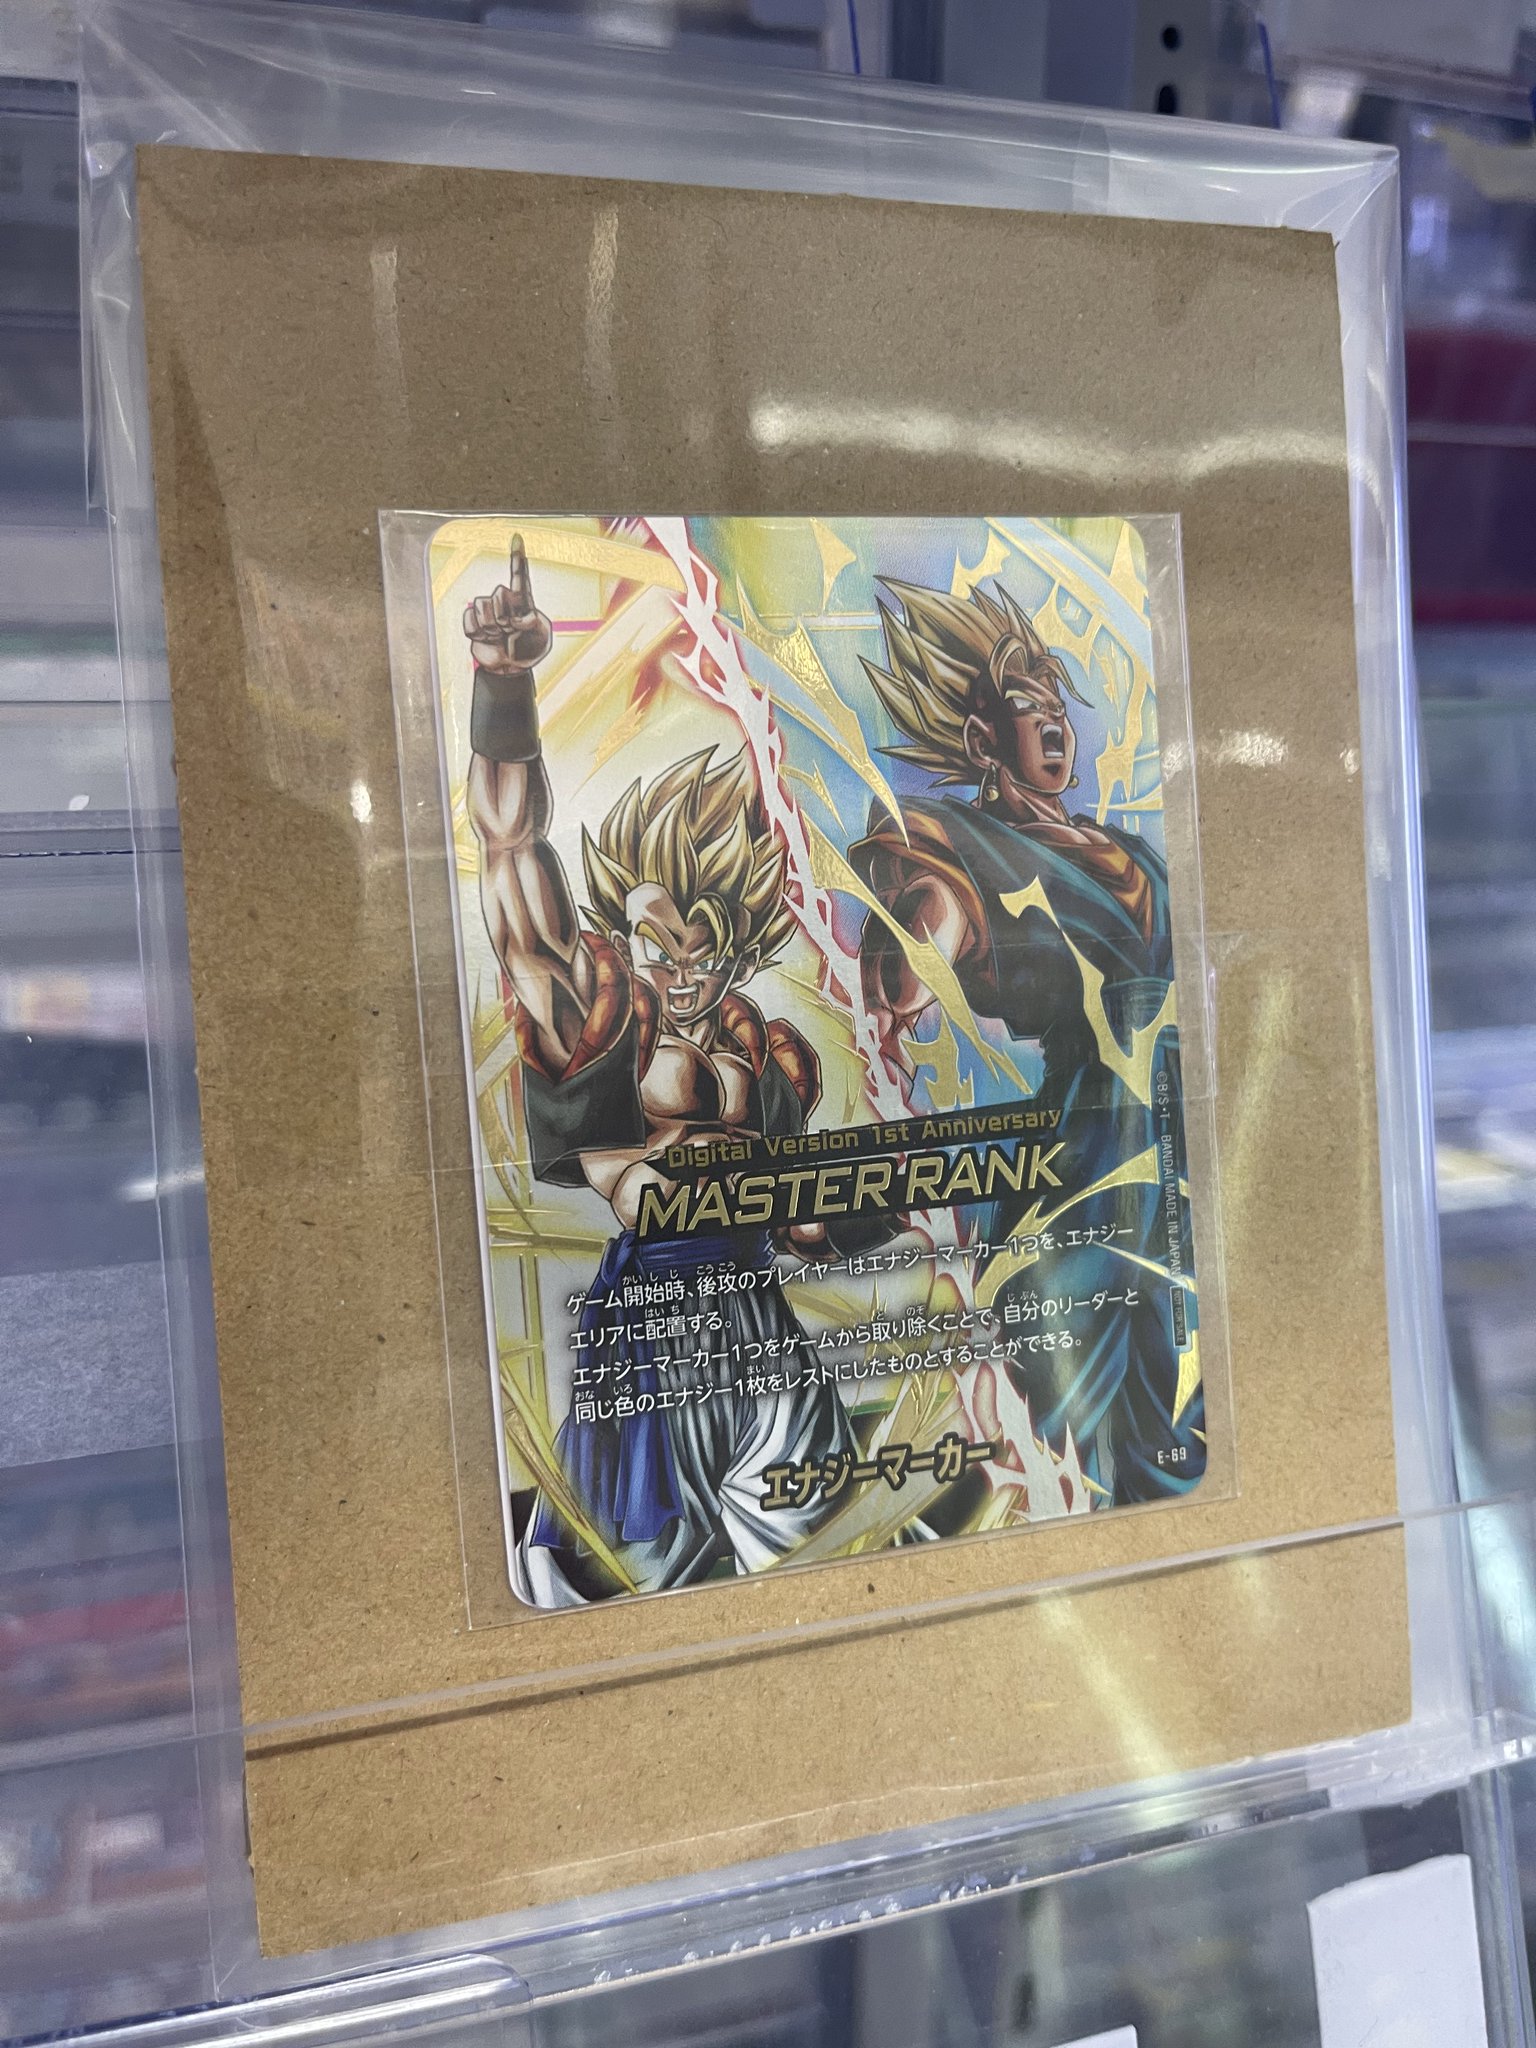 Digital Version 1st Anniversary
MASTER RANK
ゲーム開始時、後攻のプレイヤーはエナジーマーカー1つを、エナジー
エリアに配置する。
エナジーマーカー1つをゲームから取り除くことで、自分のリーダーと
同じ色のエナジー1枚をレストにしたものとすることができる。
エナジーマーカー
©B/S・T BANDAI MADE IN JAPAN
NOT FOR SALE
E-69